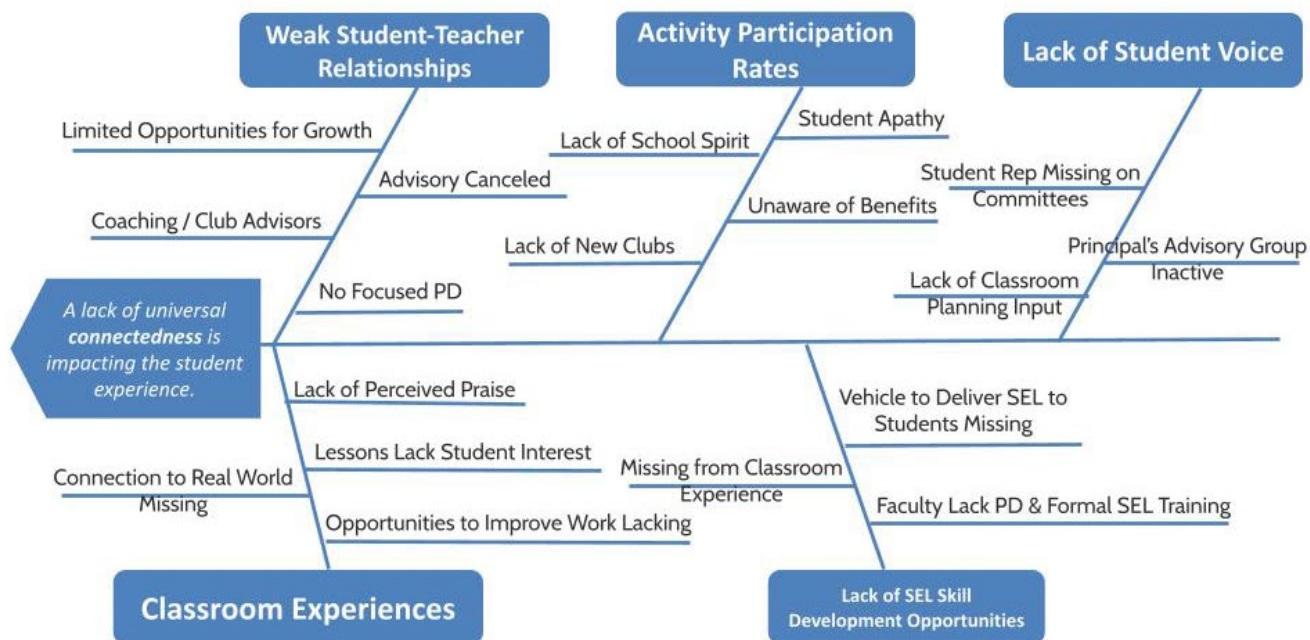 Weak Student-Teacher
Relationships
Activity Participation
Rates
Lack of Student Voice
Limited Opportunities for Growth
Advisory Canceled
Coaching / Club Advisors
No Focused PD
Lack of School Spirit
Student Apathy
Unaware of Benefits
Lack of New Clubs
Student Rep Missing on
Committees
Principal's Advisory Group
Inactive
Lack of Classroom
Planning Input
A lack of universal
connectedness is
impacting the student
experience.
Lack of Perceived Praise
Lessons Lack Student Interest
Connection to Real World
Missing
Opportunities to Improve Work Lacking
Vehicle to Deliver SEL to
Students Missing
Missing from Classroom
Experience
Faculty Lack PD & Formal SEL Training
Classroom Experiences
Lack of SEL Skill
Development Opportunities